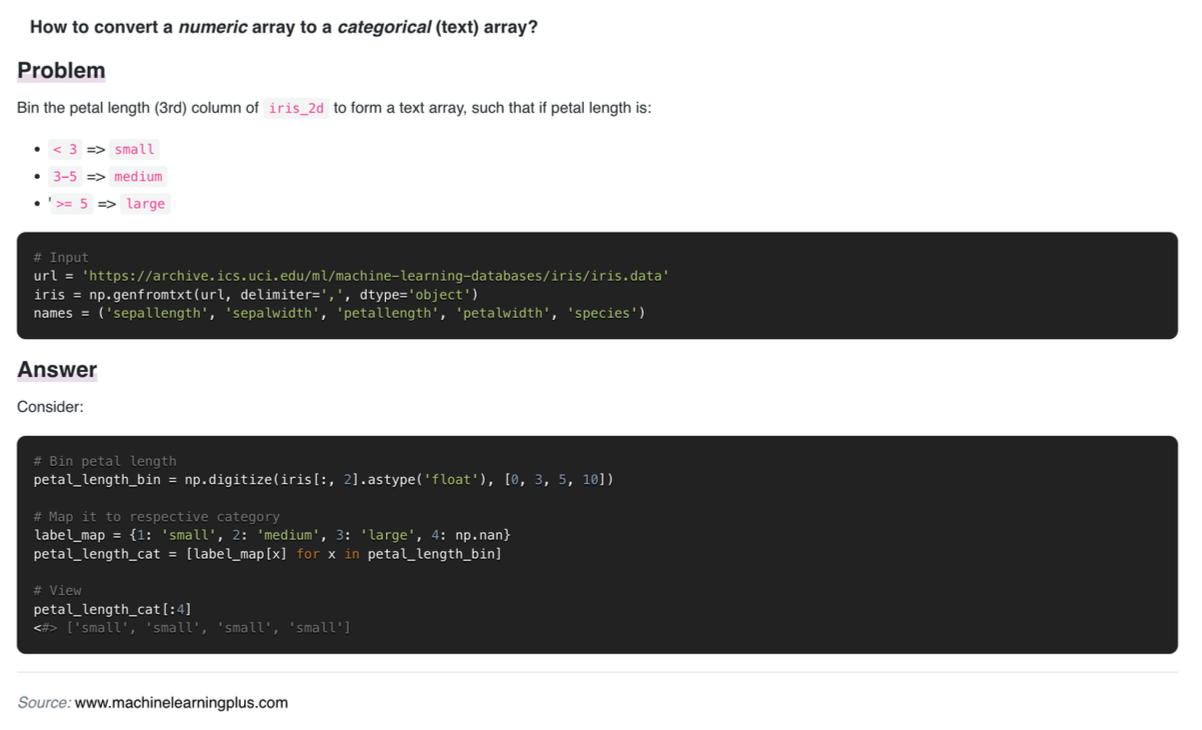 How to convert a numeric array to a categorical (text) array?
Problem
Bin the petal length (3rd) column of iris_2d to form a text array, such that if petal length is:
• < 3 => small
• 3-5 => medium
• '>= 5 => large
# Input
url = 'https://archive.ics.uci.edu/ml/machine-learning-databases/iris/iris.data'
iris = np.genfromtxt(url, delimiter=',', dtype='object')
names = ('sepallength', 'sepalwidth', 'petallength', 'petalwidth', 'species')
Answer
Consider:
# Bin petal length
petal_length_bin = np.digitize(iris[:, 2].astype('float'), [0, 3, 5, 10])
# Map it to respective category
label_map = {1: 'small', 2: 'medium', 3: 'large', 4: np.nan}
petal_length_cat = [label_map[x] for x in petal_length_bin]
# View
petal_length_cat[:4]
<#> ['small', 'small', 'small', 'small']
Source: www.machinelearningplus.com